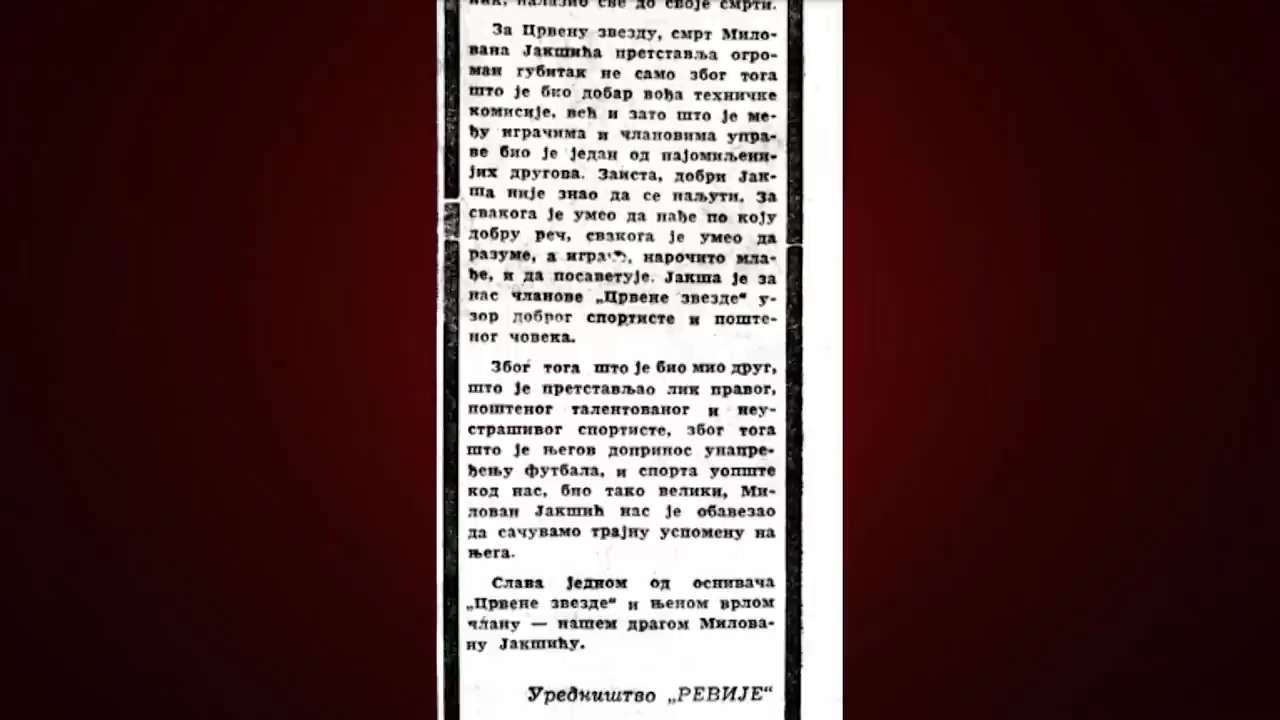 ник, налазио све до своје смрти.
За Црвену звезду, смрт Мило-
вана Јакшића претставља огро-
ман губитак не само због тога
што је био добар вођа техничке
комисије, већ и зато што је ме-
ђу играчима и члановима упра-
ве био је један од најомиљени-
јих другова. Заиста, добри Јак-
ша није знао да се наљути. За
свакога је умео да нађе по коју
добру реч, свакога је умео да
разуме, а нарочито мла-
ђе, и да посаветује. Јакша је за
нас чланове „Црвене звезде“ у-
зор доброг спортисте и поште-
ног човека.
Због тога што је био мио друг,
што је претстављао лик правог,
поштеног талентованог и неу-
страшивог спортисте, због тога
што је његов допринос унапре-
ђењу футбала, и спорта уопште
код нас, био тако велики, Ми-
лован Јакшић нас је обавезао
да сачувамо трајну успомену на
њега.
Слава једном од оснивача
„Црвене звезде“ и њеном врлом
члану — нашем драгом Милова-
ну Јакшићу.
Уредништво „РЕВИЈЕ“